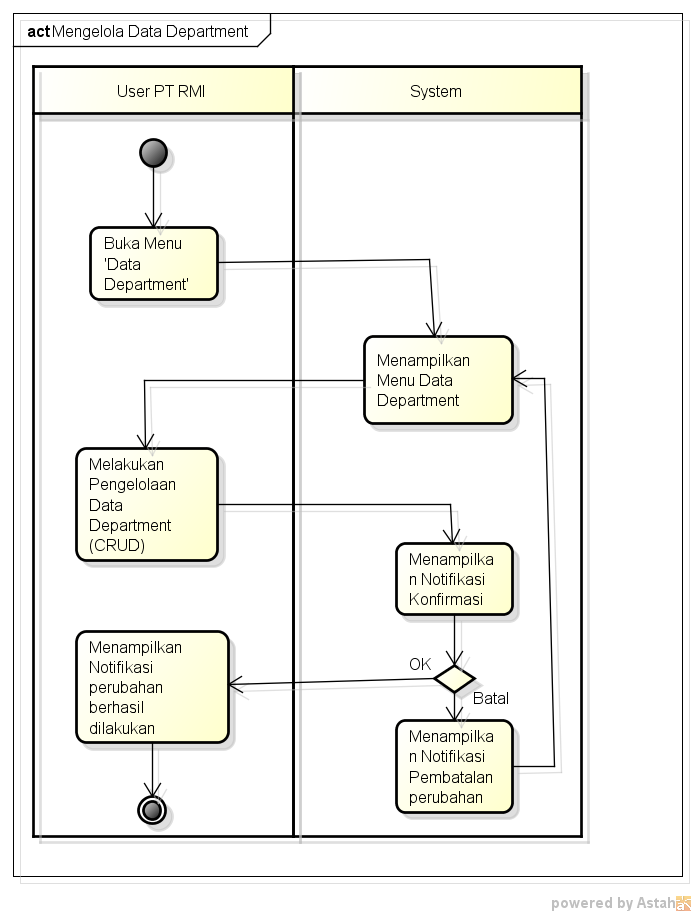 act Mengelola Data Department
User PT RMI
System
Buka Menu
'Data
Department'
Menampilkan
Menu Data
Department
Melakukan
Pengelolaan
Data
Department
(CRUD)
Menampilka
n Notifikasi
Konfirmasi
Menampilkan
Notifikasi
perubahan
berhasil
dilakukan
OK
Batal
Menampilka
n Notifikasi
Pembatalan
perubahan
powered by Astah